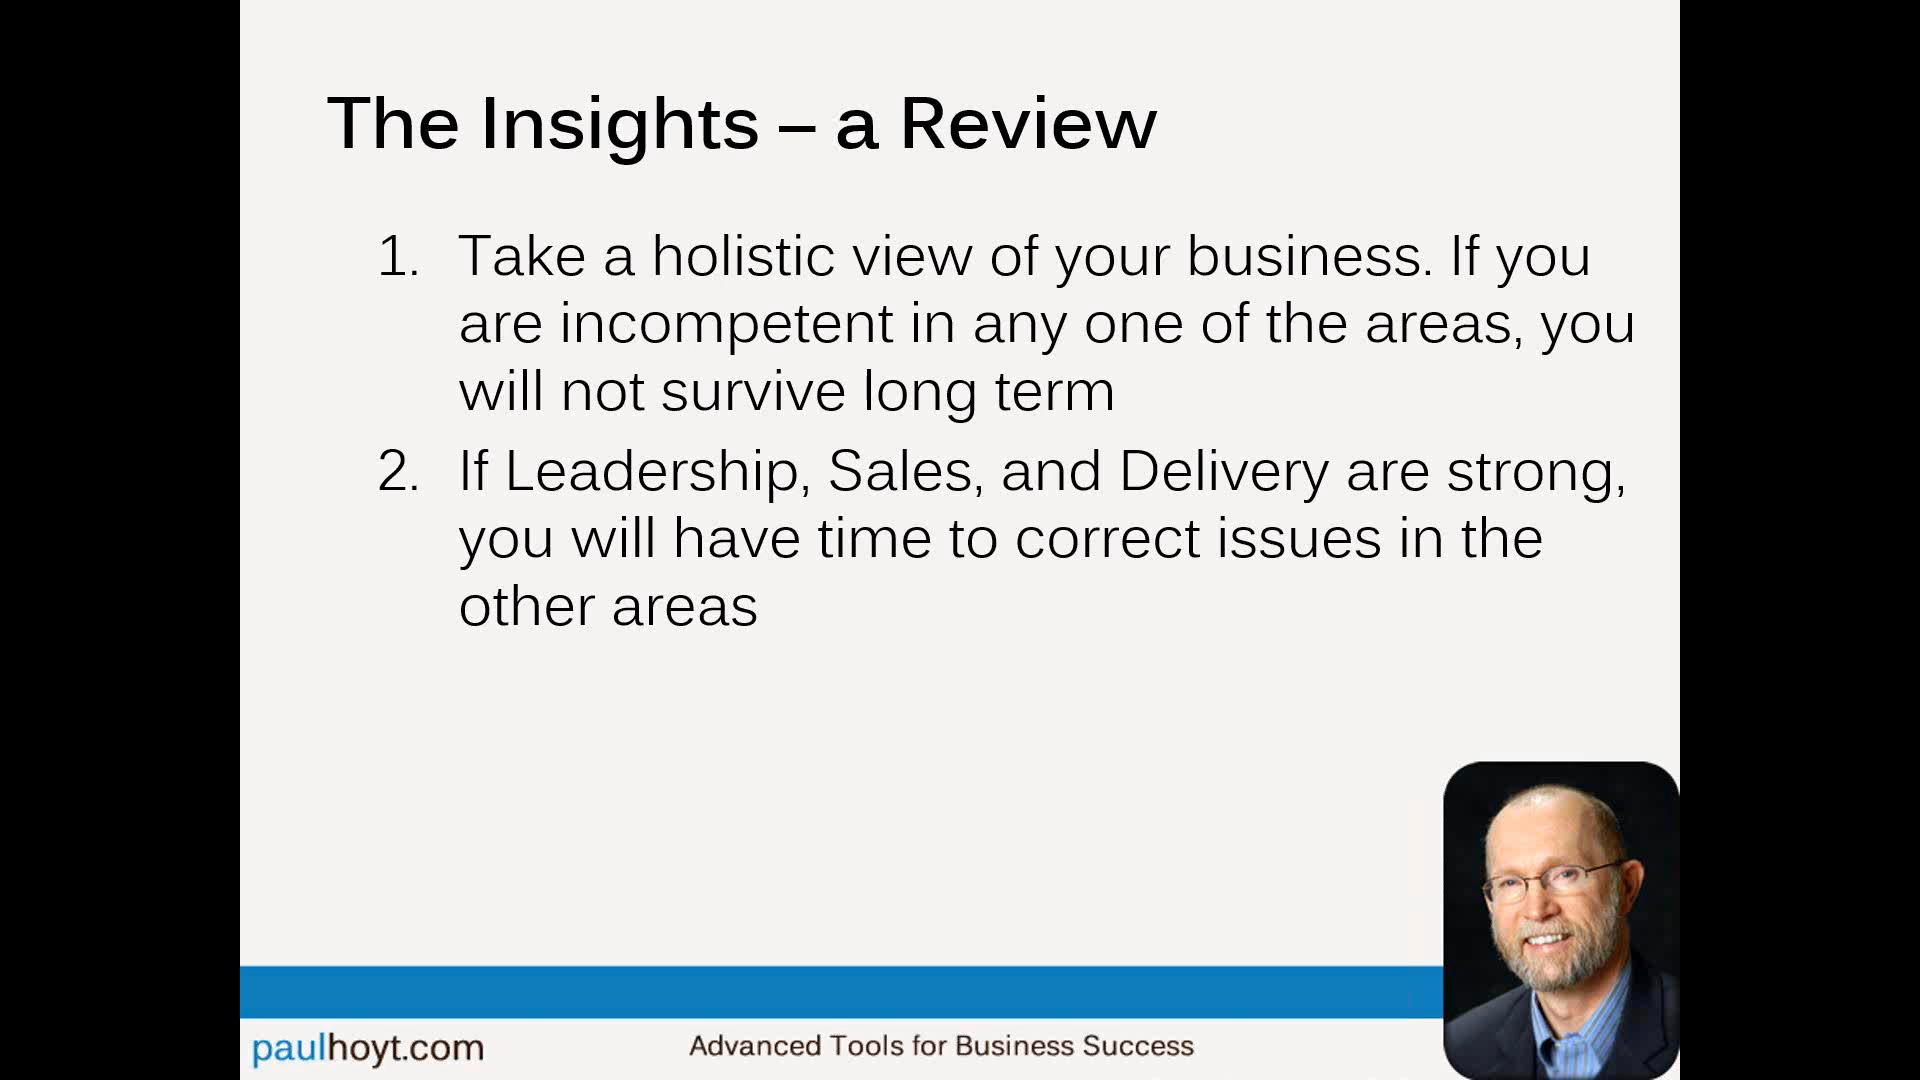 The Insights – a Review
1. Take a holistic view of your business. If you
are incompetent in any one of the areas, you
will not survive long term
2. If Leadership, Sales, and Delivery are strong,
you will have time to correct issues in the
other areas
paulhoyt.com
Advanced Tools for Business Success